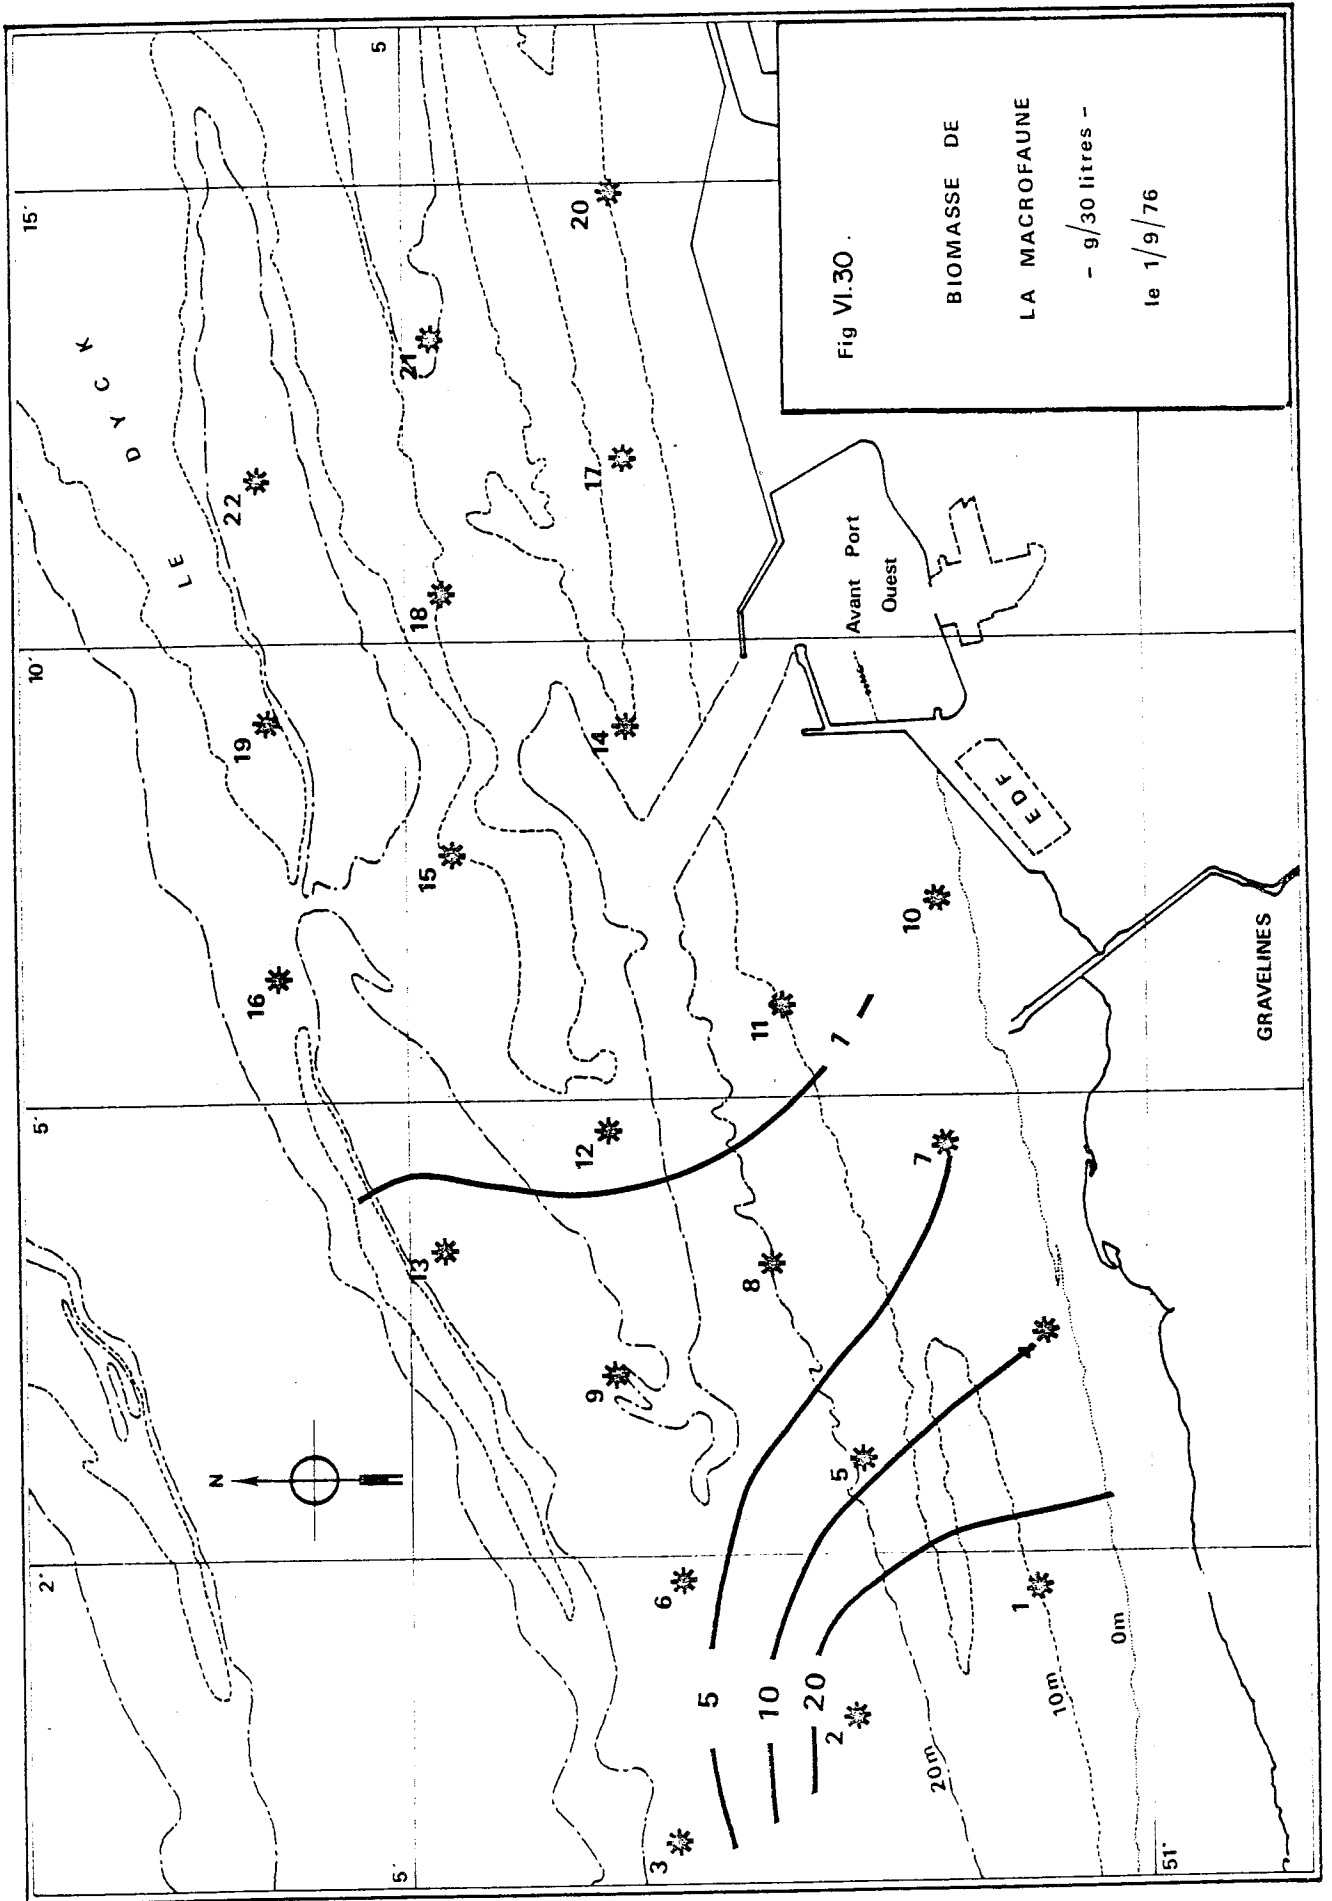 2°
5'
10'
15'
5'
5
51°
N
LE DYCK
3
6
9
13
16
19
22
12
15
18
21
14
17
20
2
5
8
11
1
4
7
10
5
10
20
1
20m
10m
0m
Avant Port
Ouest
EDF
GRAVELINES
Fig VI.30.
BIOMASSE DE
LA MACROFAUNE
- g/30 litres -
le 1/9/76